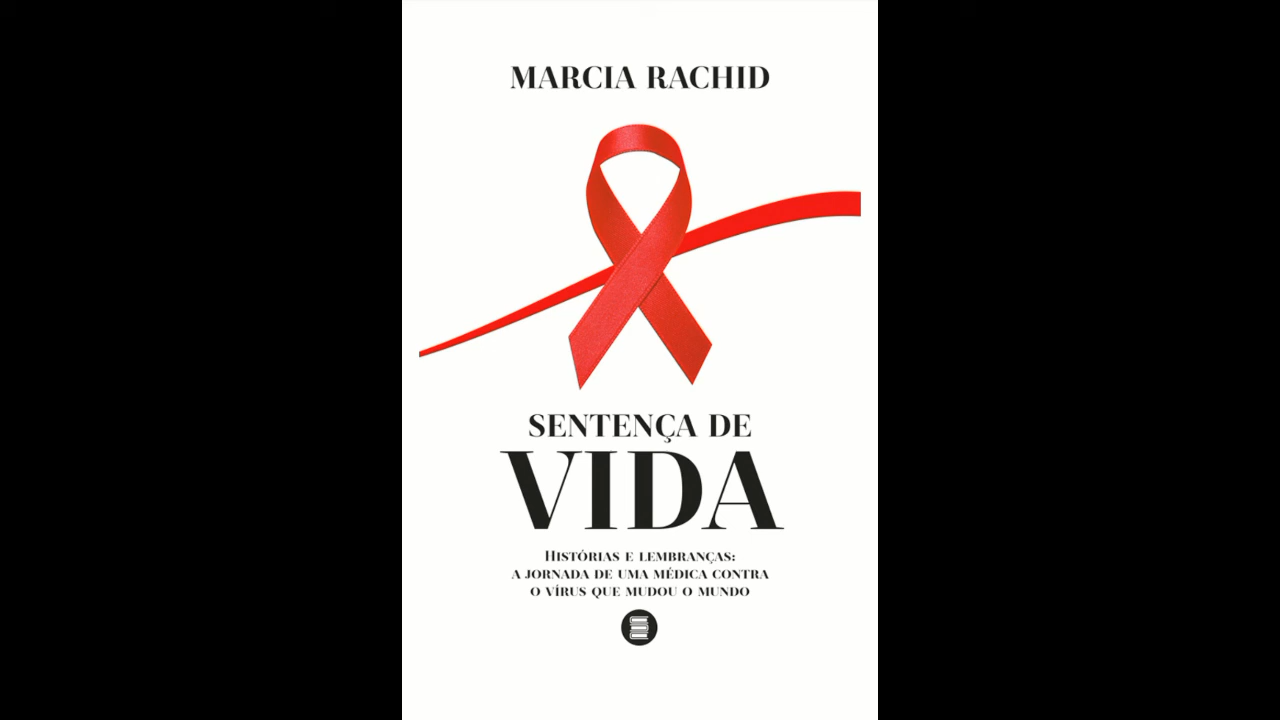 MARCIA RACHID
SENTENÇA DE
VIDA
HISTÓRIAS E LEMBRANÇAS:
A JORNADA DE UMA MÉDICA CONTRA
O VÍRUS QUE MUDOU O MUNDO